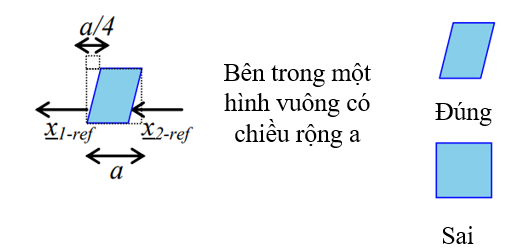 a/4
x1-ref
x2-ref
a
Bên trong một
hình vuông có
chiều rộng a
Đúng
Sai